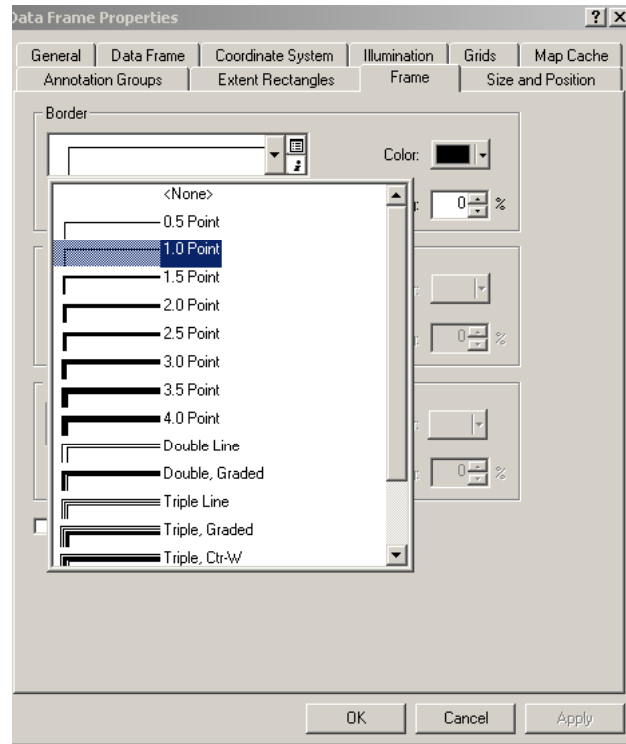 Data Frame Properties
General Data Frame Coordinate System Illumination Grids Map Cache
Annotation Groups Extent Rectangles Frame Size and Position
Border
Color:
<None>
0 %
0.5 Point
1.0 Point
1.5 Point
2.0 Point
2.5 Point
0 %
3.0 Point
3.5 Point
4.0 Point
Double Line
Double, Graded
0 %
Triple Line
Triple, Graded
Triple, Ctr-W
OK Cancel Apply